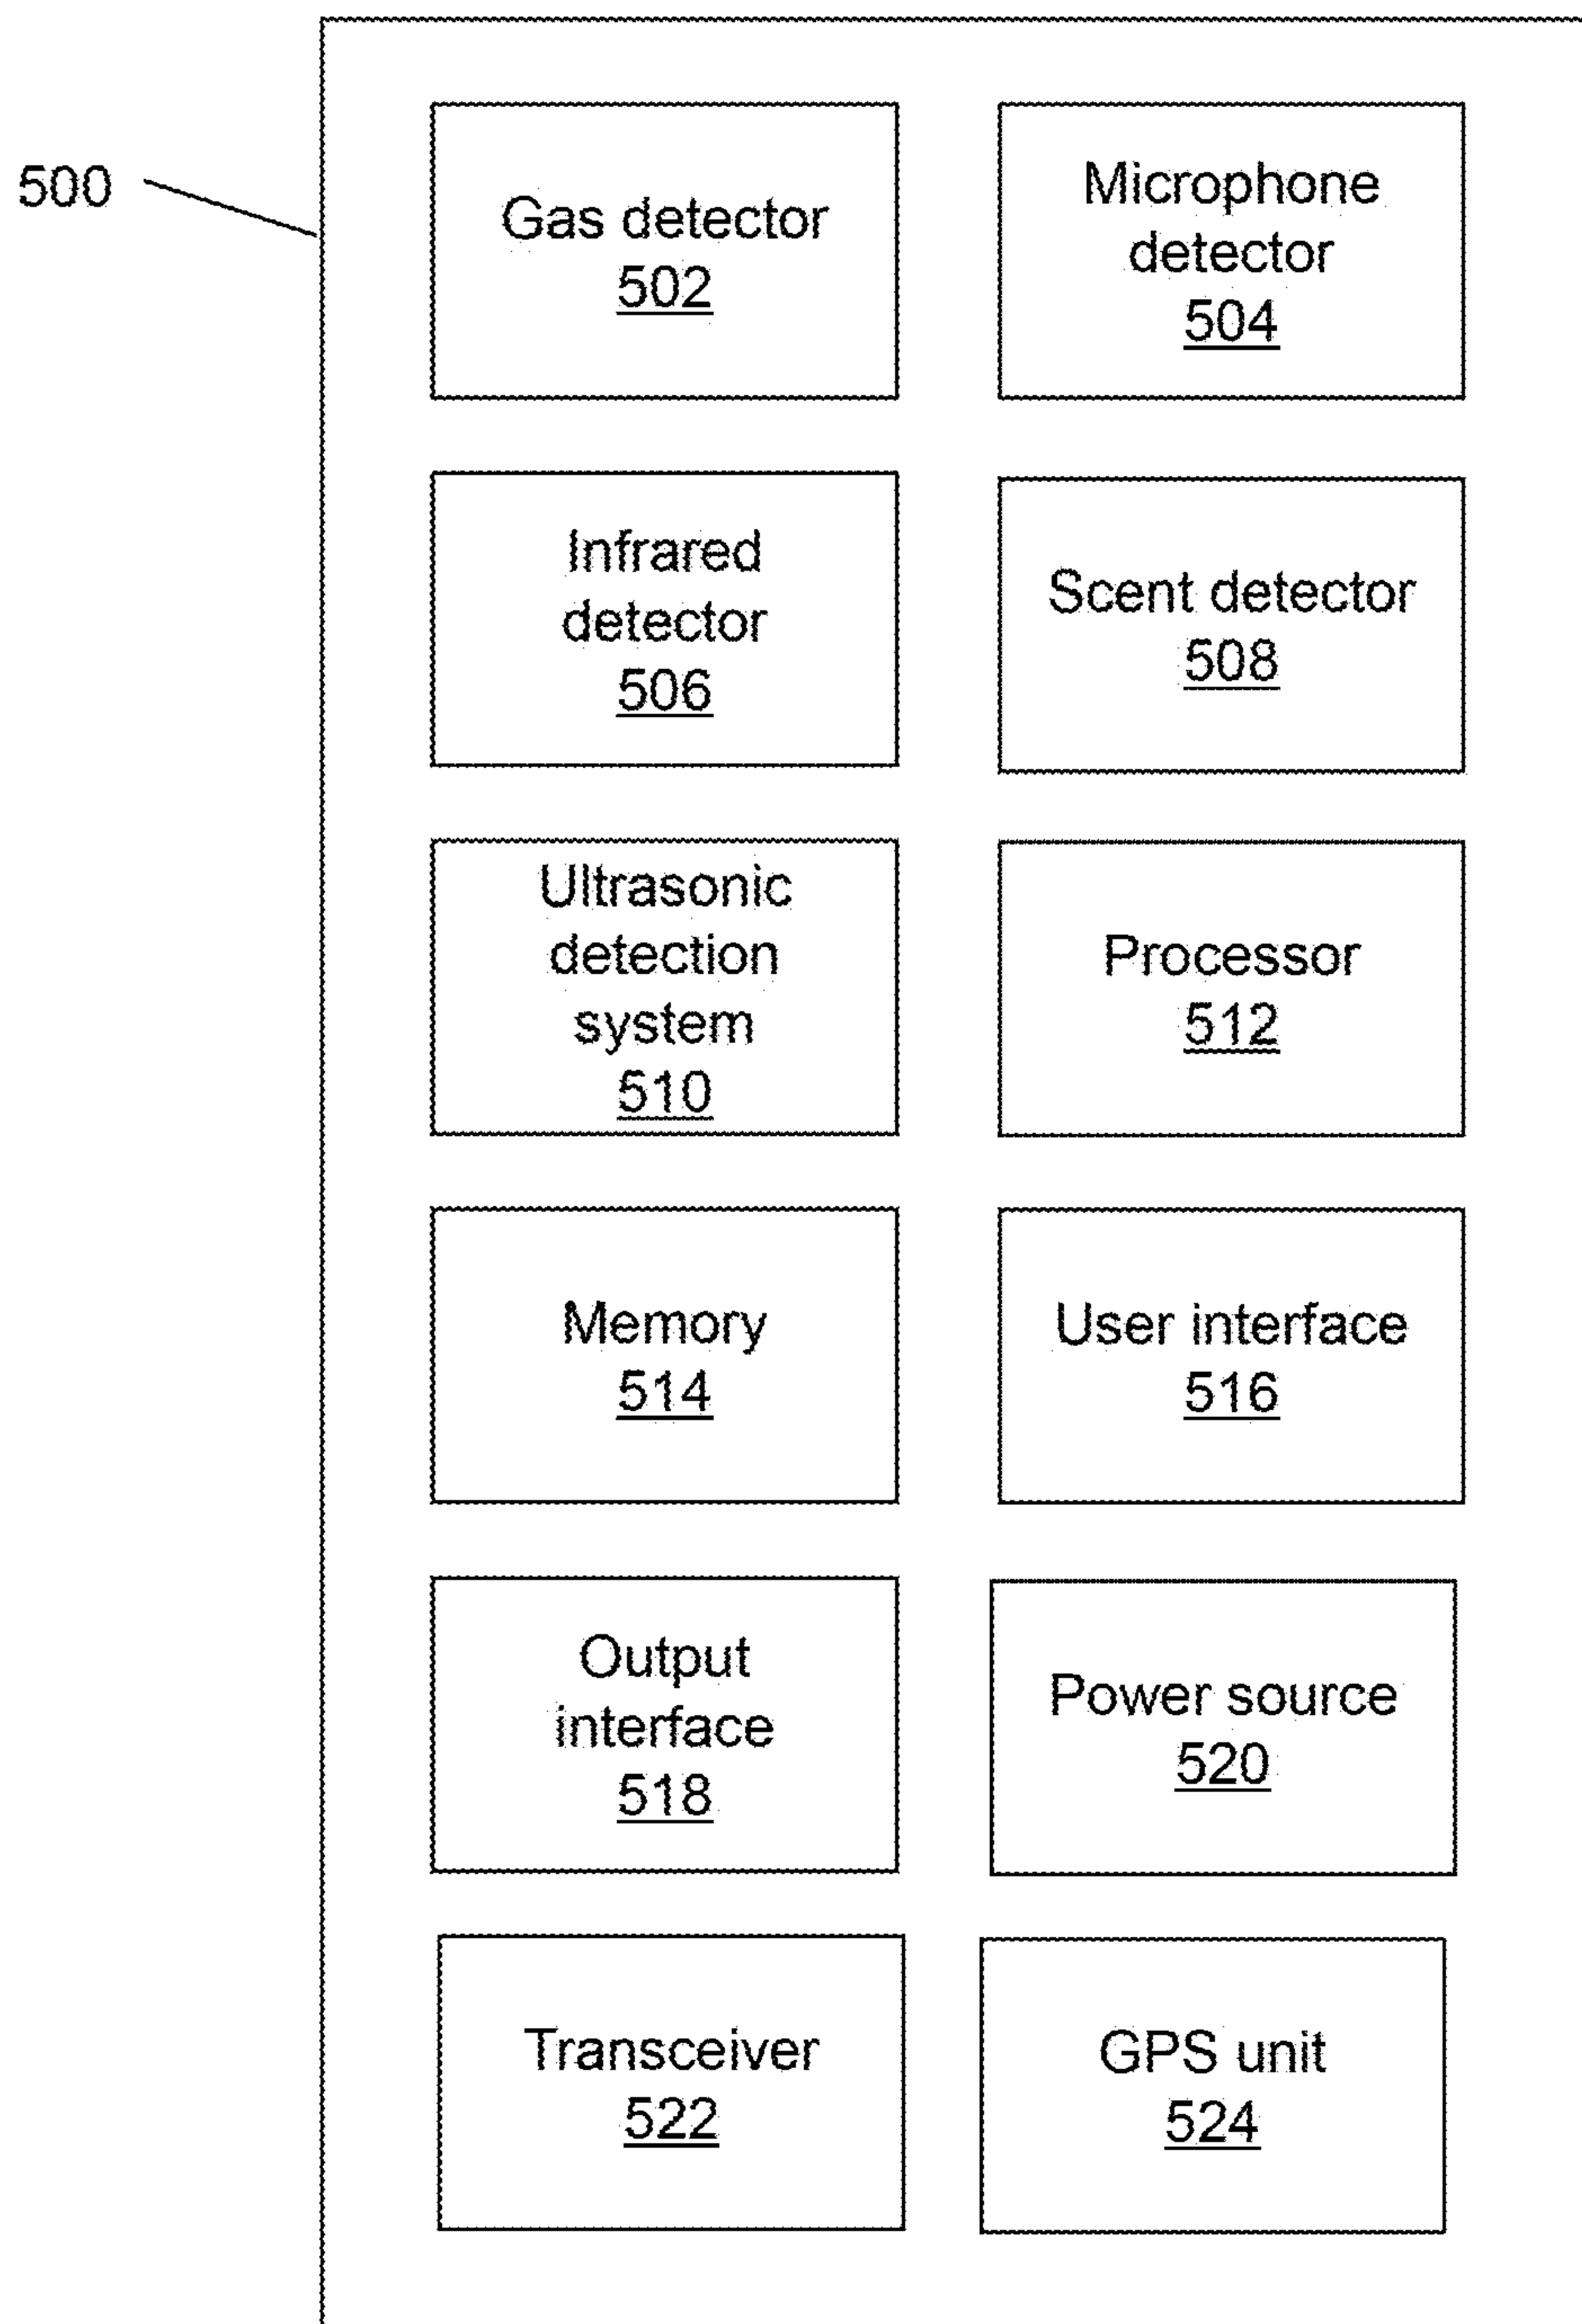 500
Gas detector
502
Microphone
detector
504
Infrared
detector
506
Scent detector
508
Ultrasonic
detection
system
510
Processor
512
Memory
514
User interface
516
Output
interface
518
Power source
520
Transceiver
522
GPS unit
524